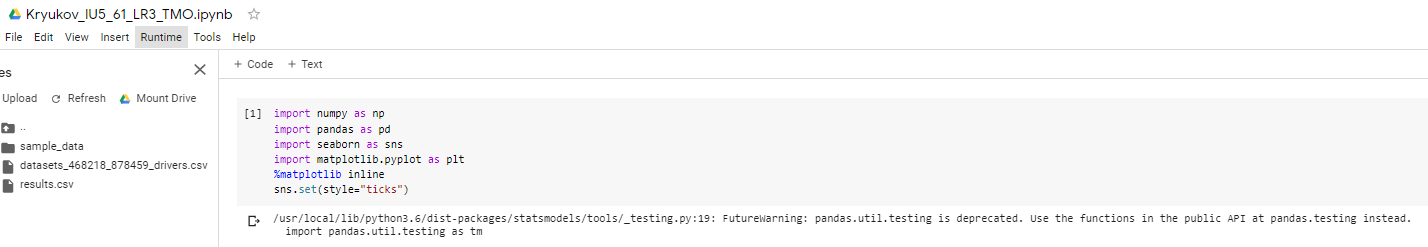 Kryukov_IU5_61_LR3_TMO.ipynb
File Edit View Insert Runtime Tools Help
es
+ Code + Text
Upload Refresh Mount Drive
..
sample_data
datasets_468218_878459_drivers.csv
results.csv
[1] import numpy as np
import pandas as pd
import seaborn as sns
import matplotlib.pyplot as plt
%matplotlib inline
sns.set(style="ticks")
/usr/local/lib/python3.6/dist-packages/statsmodels/tools/_testing.py:19: FutureWarning: pandas.util.testing is deprecated. Use the functions in the public API at pandas.testing instead.
import pandas.util.testing as tm